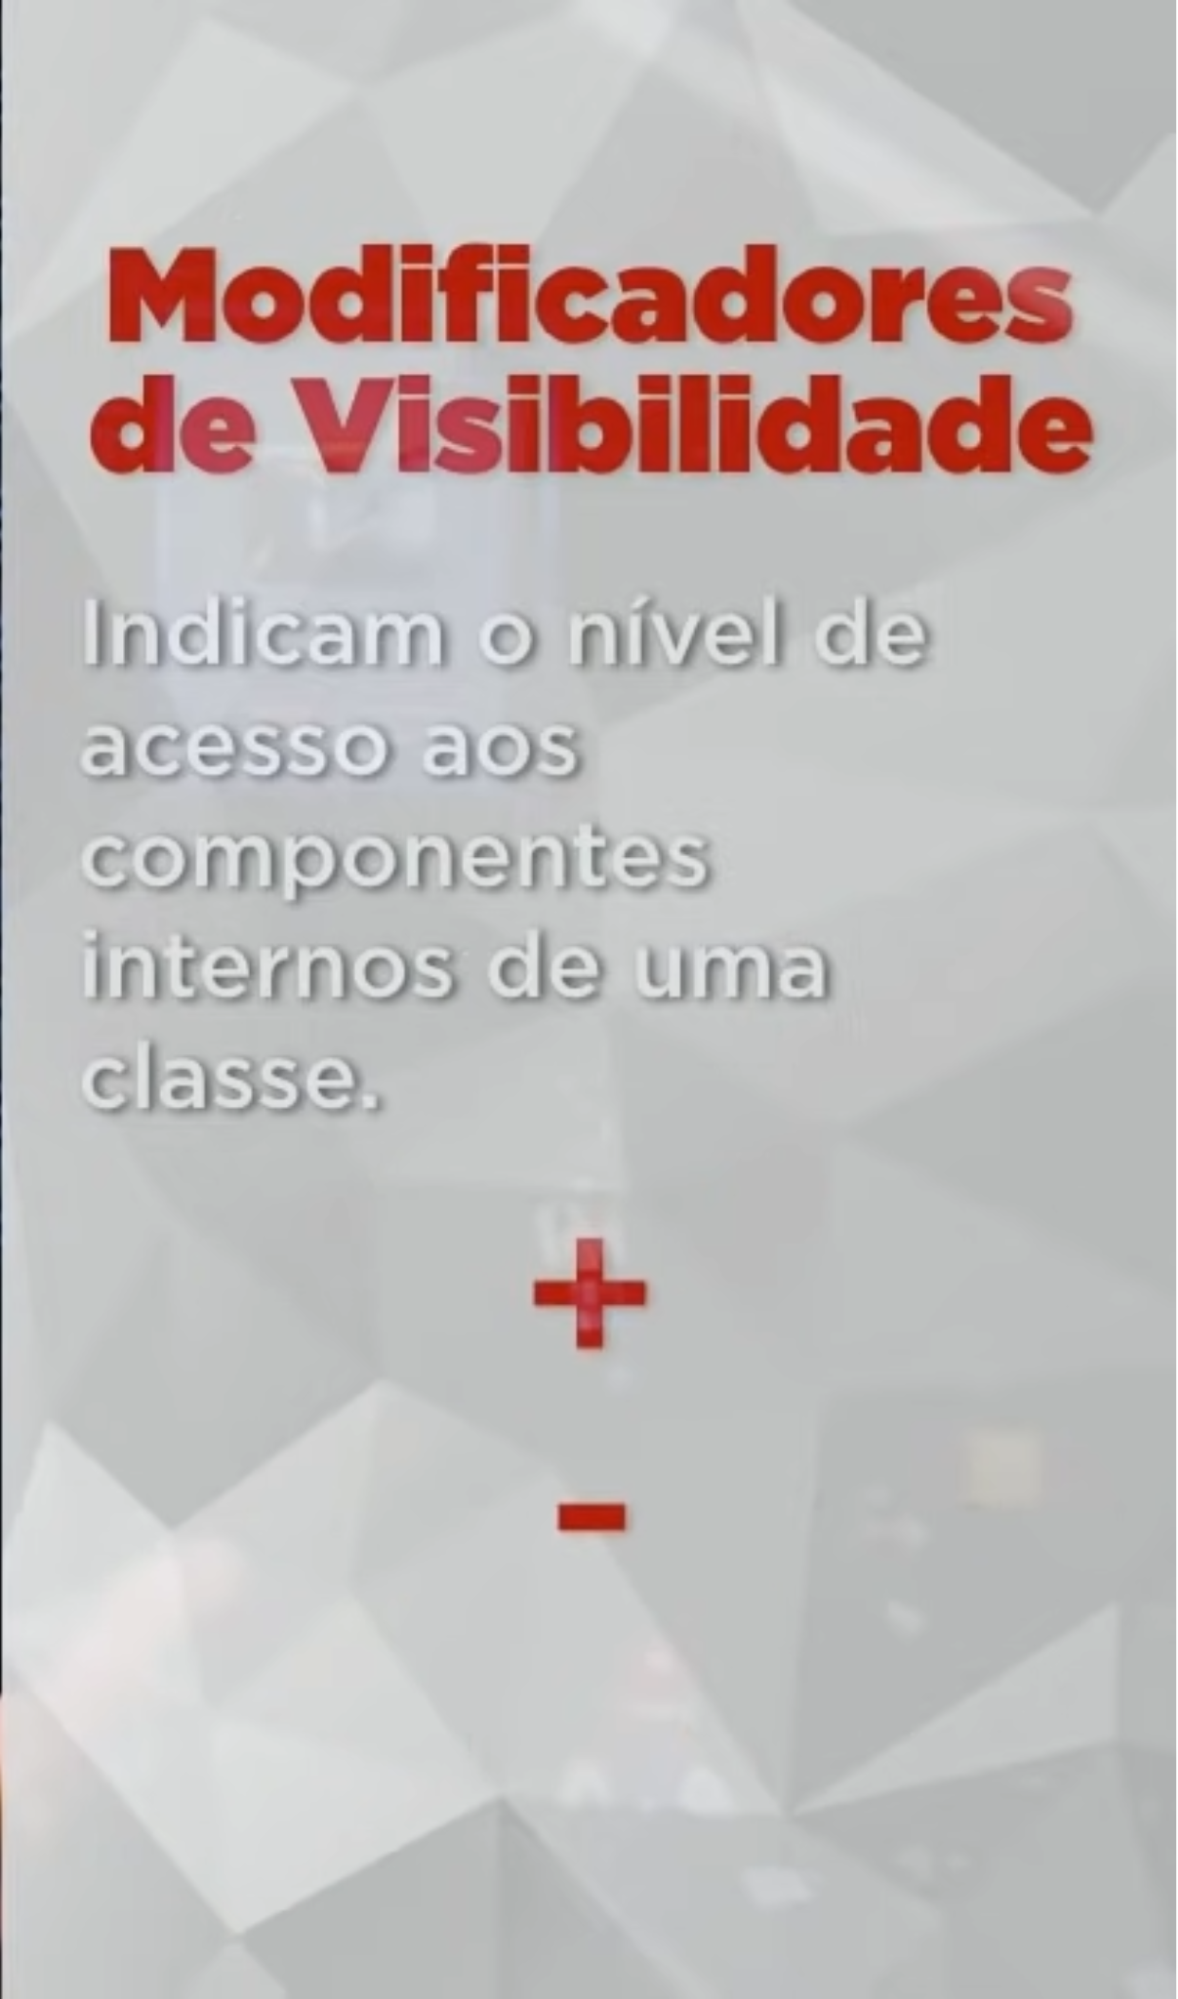 Modificadores
de Visibilidade
Indicam o nível de
acesso aos
componentes
internos de uma
classe.
+
-